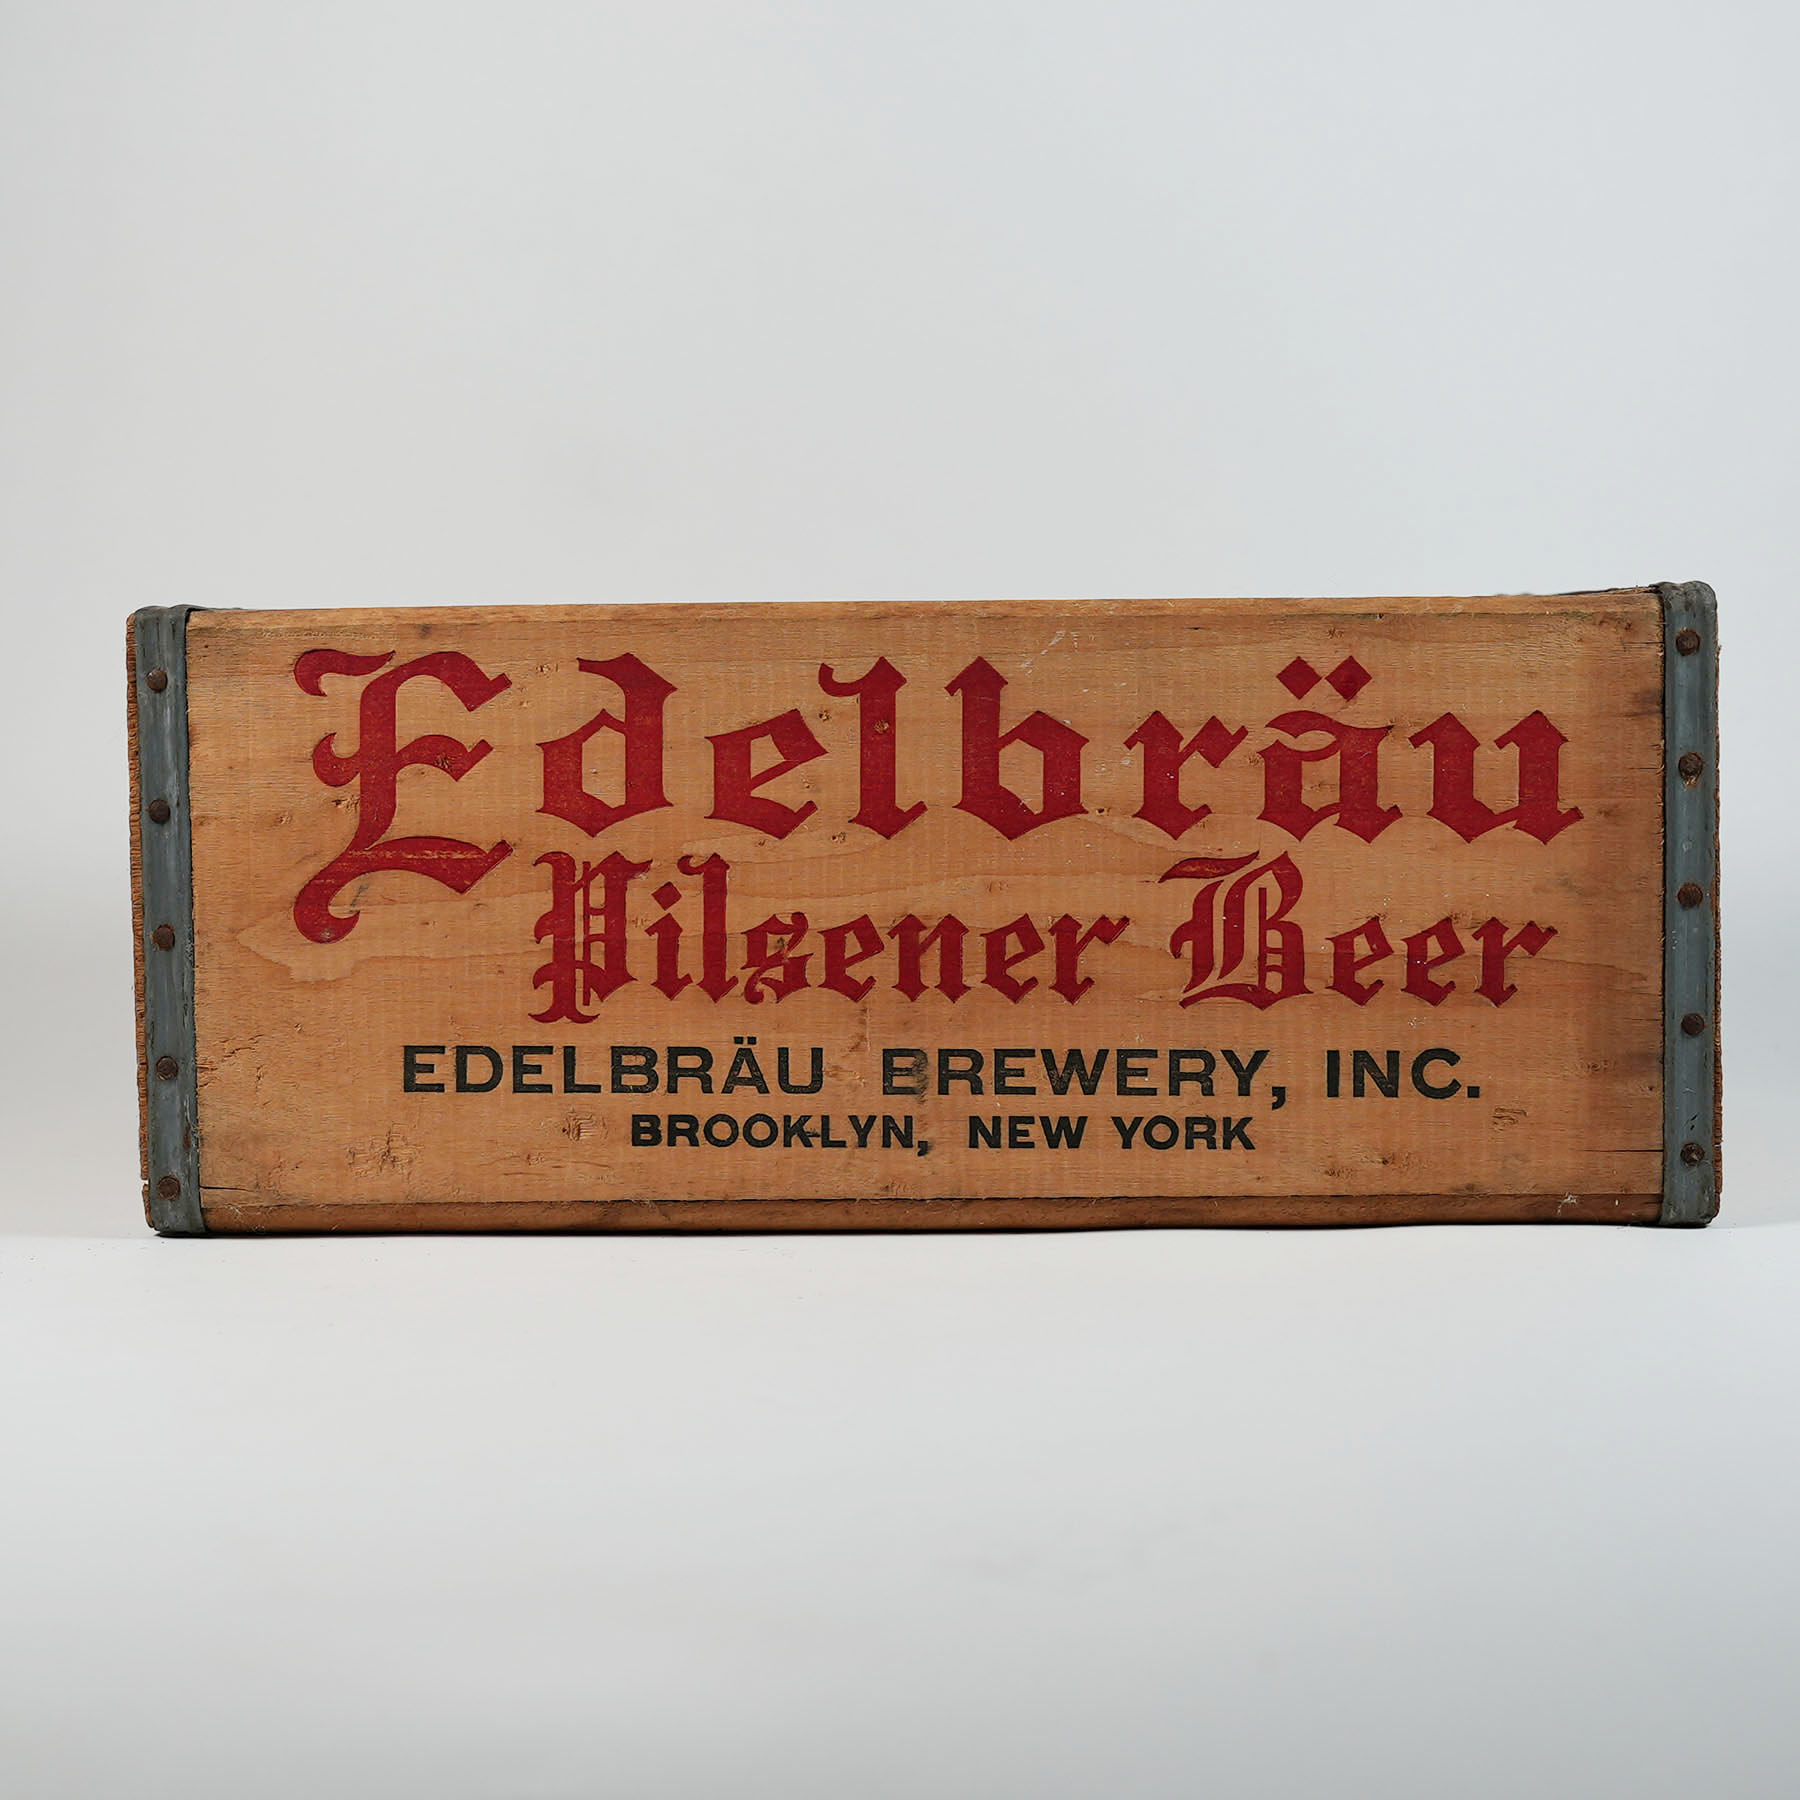 Edelbräu
Pilsener Beer
EDELBRÄU BREWERY, INC.
BROOKLYN, NEW YORK